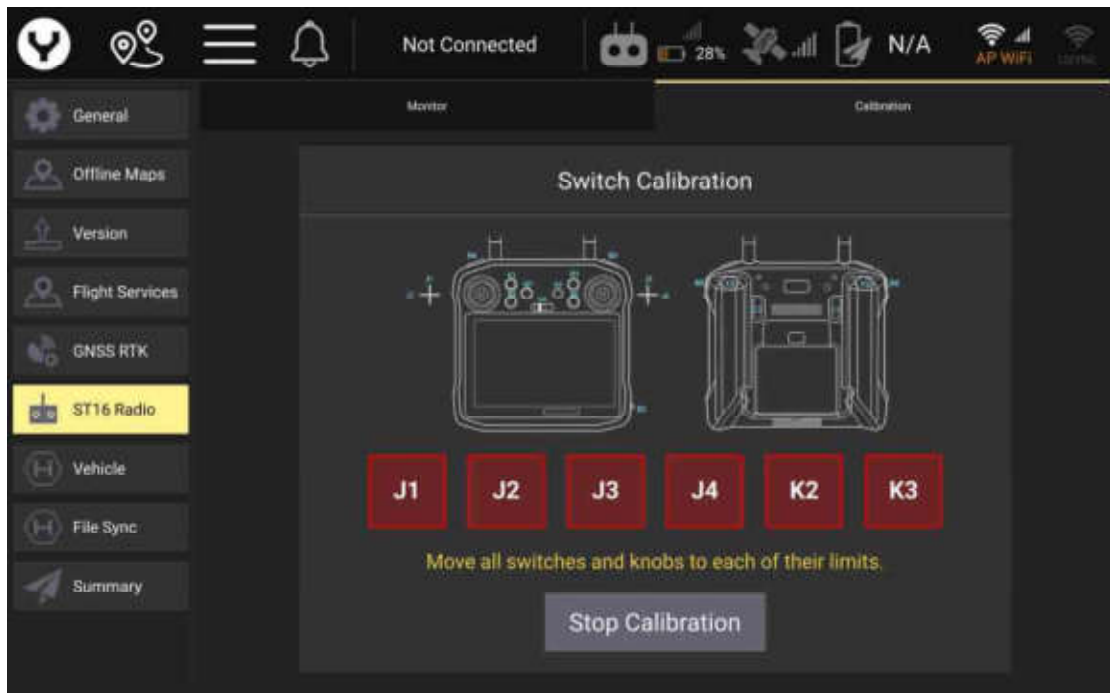 Not Connected
28%
N/A
AP WiFi
Monitor
Calibration
General
Offline Maps
Version
Flight Services
GNSS RTK
ST16 Radio
Vehicle
File Sync
Summary
Switch Calibration
J1 J2 J3 J4 K2 K3
Move all switches and knobs to each of their limits.
Stop Calibration